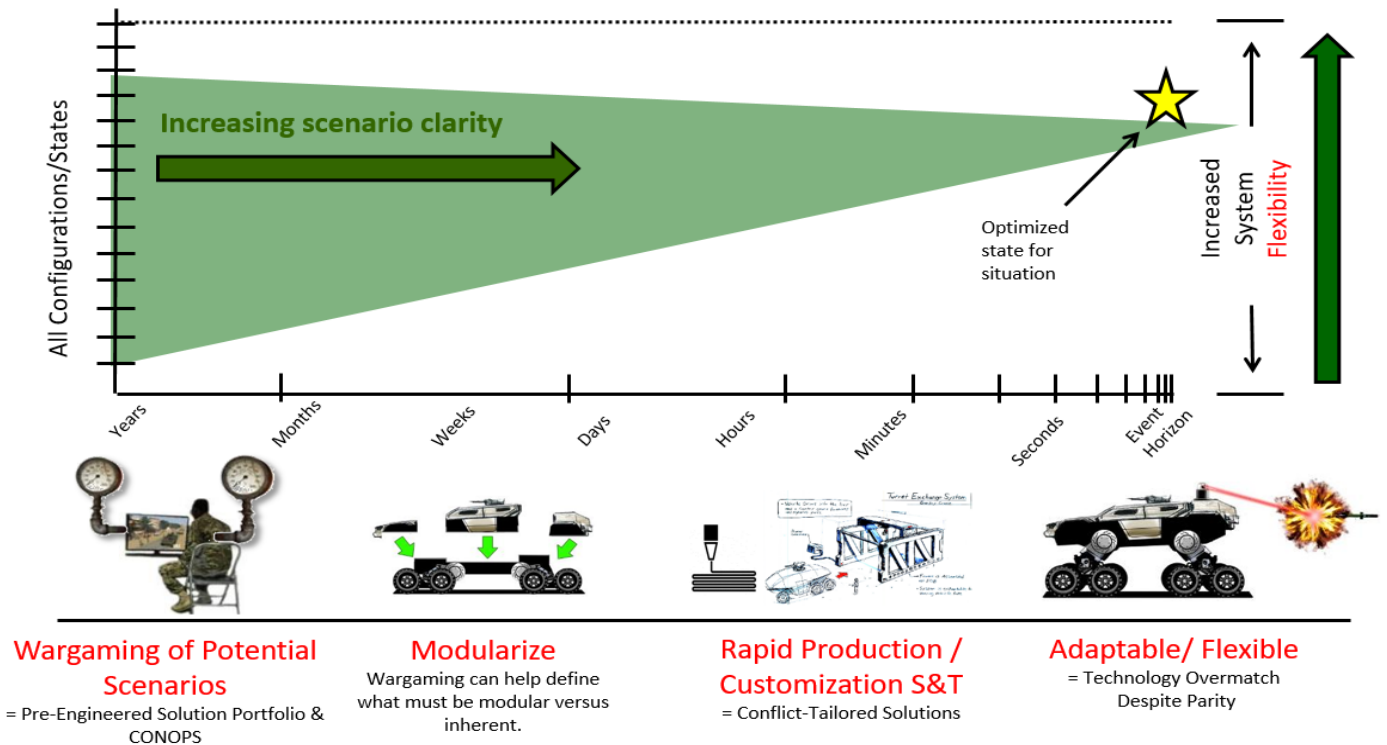 All Configurations/States
Increasing scenario clarity
Optimized
state for
situation
Increased
System
Flexibility
Years
Months
Weeks
Days
Hours
Minutes
Seconds
Event
Horizon
Turret Exchange System
Wargaming of Potential
Scenarios
= Pre-Engineered Solution Portfolio &
CONOPS
Modularize
Wargaming can help define
what must be modular versus
inherent.
Rapid Production /
Customization S&T
= Conflict-Tailored Solutions
Adaptable/ Flexible
= Technology Overmatch
Despite Parity